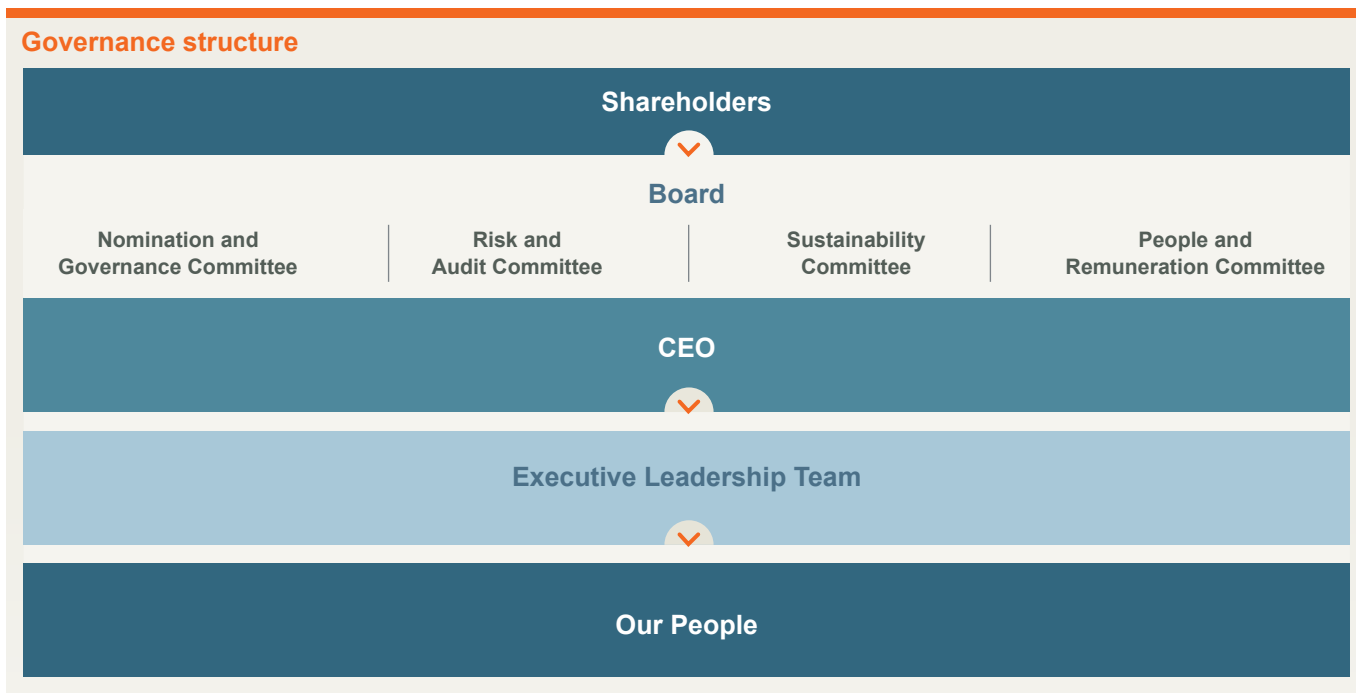 Governance structure
Shareholders
Board
Nomination and
Governance Committee
Risk and
Audit Committee
Sustainability
Committee
People and
Remuneration Committee
CEO
Executive Leadership Team
Our People